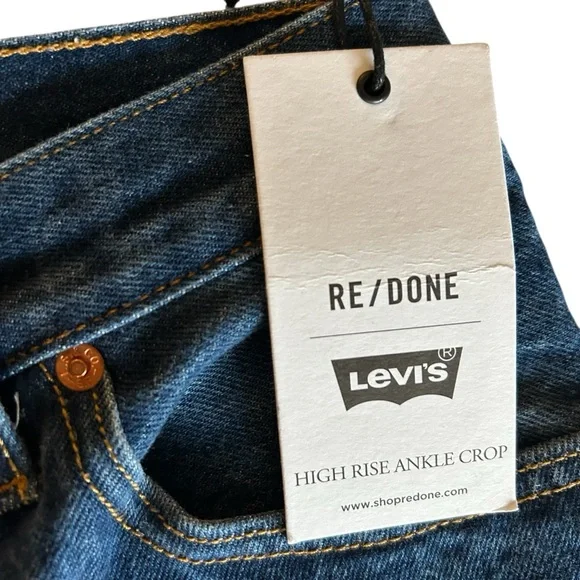 RE/DONE
LEVI'S®
HIGH RISE ANKLE CROP
www.shopredone.com